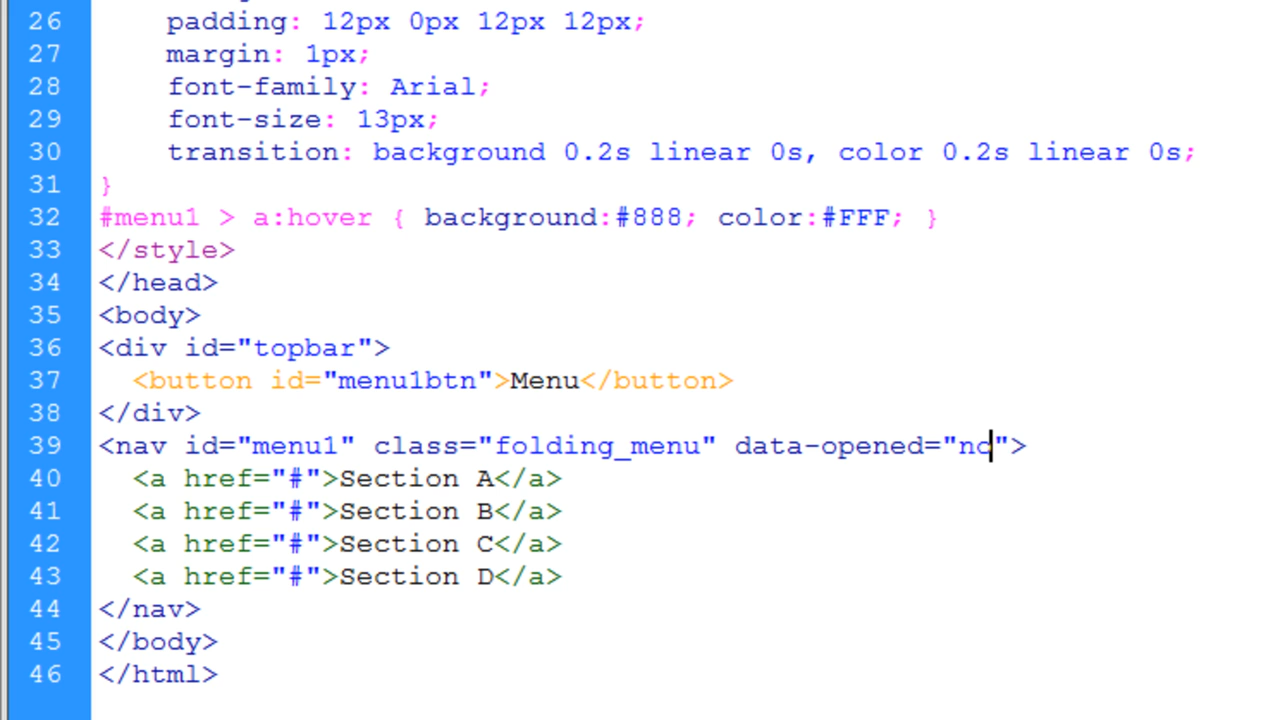 26 padding: 12px 0px 12px 12px;
27 margin: 1px;
28 font-family: Arial;
29 font-size: 13px;
30 transition: background 0.2s linear 0s, color 0.2s linear 0s;
31 }
32 #menu1 > a:hover { background:#888; color:#FFF; }
33 </style>
34 </head>
35 <body>
36 <div id="topbar">
37 <button id="menu1btn">Menu</button>
38 </div>
39 <nav id="menu1" class="folding_menu" data-opened="no">
40 <a href="#">Section A</a>
41 <a href="#">Section B</a>
42 <a href="#">Section C</a>
43 <a href="#">Section D</a>
44 </nav>
45 </body>
46 </html>